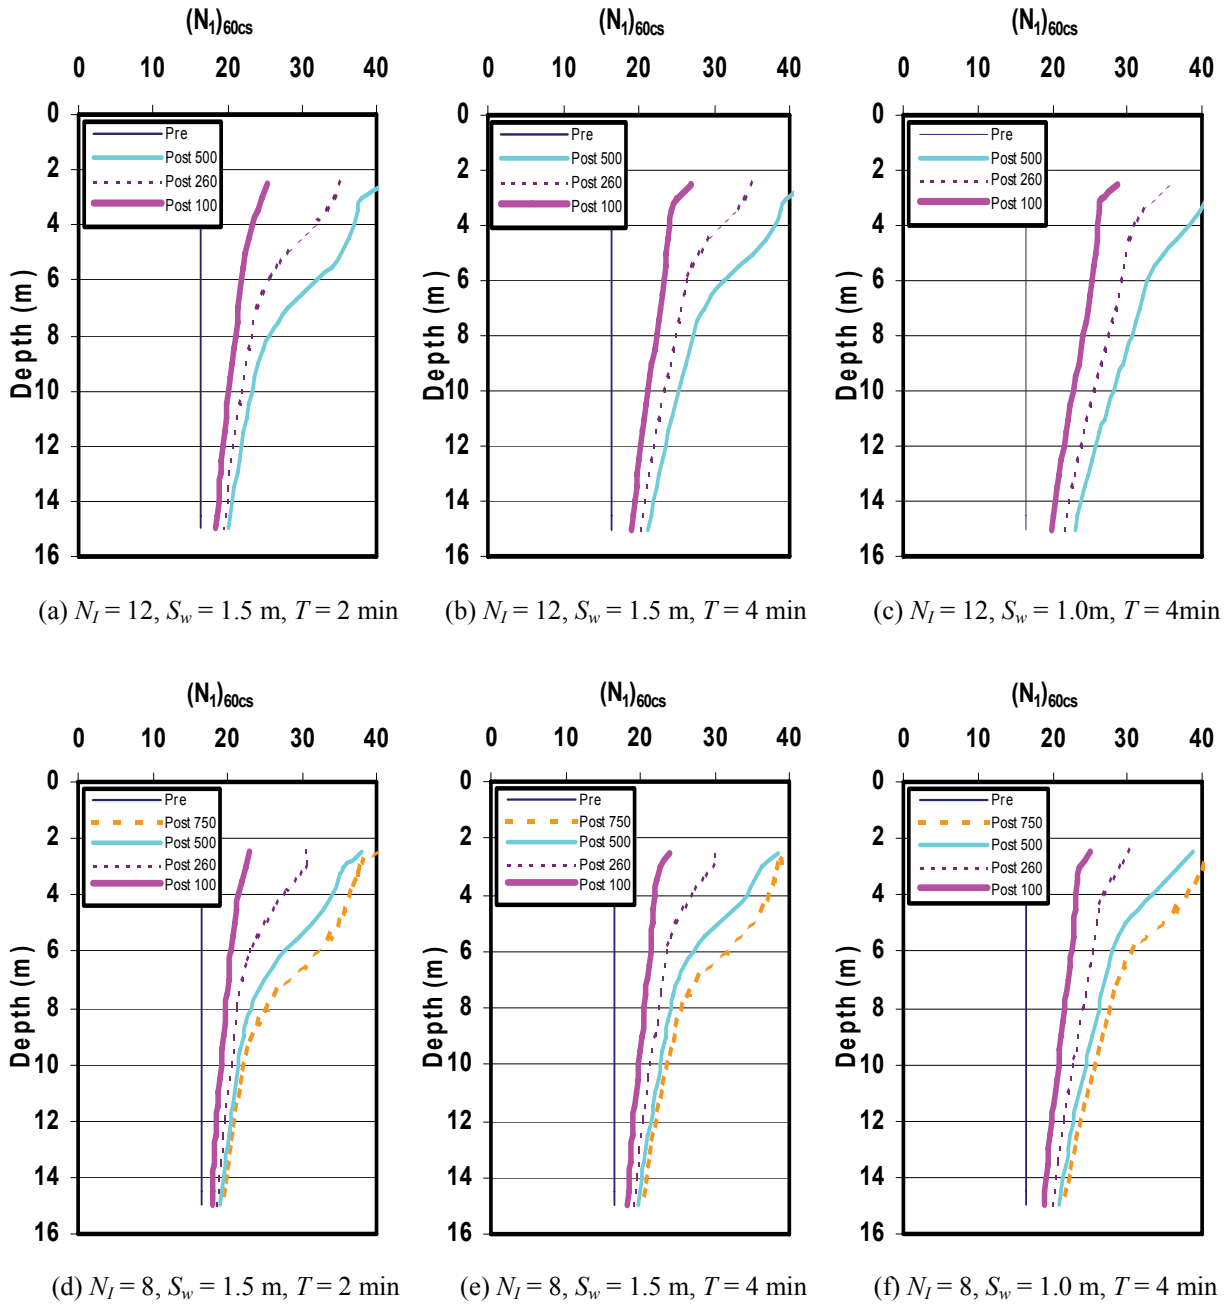 (N1)60cs
0 10 20 30 40
0
2
4
6
8
10
12
14
16
Depth (m)
Pre
Post 500
Post 260
Post 100
(a) NI = 12, Sw = 1.5 m, T = 2 min
(N1)60cs
0 10 20 30 40
0
2
4
6
8
10
12
14
16
Depth (m)
Pre
Post 500
Post 260
Post 100
(b) NI = 12, Sw = 1.5 m, T = 4 min
(N1)60cs
0 10 20 30 40
0
2
4
6
8
10
12
14
16
Depth (m)
Pre
Post 500
Post 260
Post 100
(c) NI = 12, Sw = 1.0m, T = 4min
(N1)60cs
0 10 20 30 40
0
2
4
6
8
10
12
14
16
Depth (m)
Pre
Post 750
Post 500
Post 260
Post 100
(d) NI = 8, Sw = 1.5 m, T = 2 min
(N1)60cs
0 10 20 30 40
0
2
4
6
8
10
12
14
16
Depth (m)
Pre
Post 750
Post 500
Post 260
Post 100
(e) NI = 8, Sw = 1.5 m, T = 4 min
(N1)60cs
0 10 20 30 40
0
2
4
6
8
10
12
14
16
Depth (m)
Pre
Post 750
Post 500
Post 260
Post 100
(f) NI = 8, Sw = 1.0 m, T = 4 min